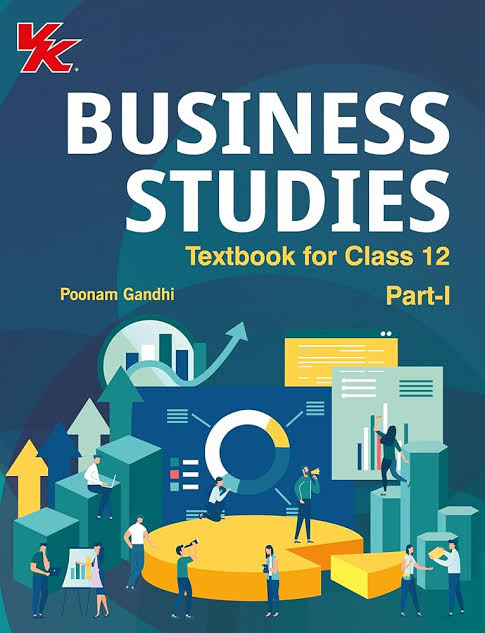 VK
BUSINESS
STUDIES
Textbook for Class 12
Poonam Gandhi
Part-I